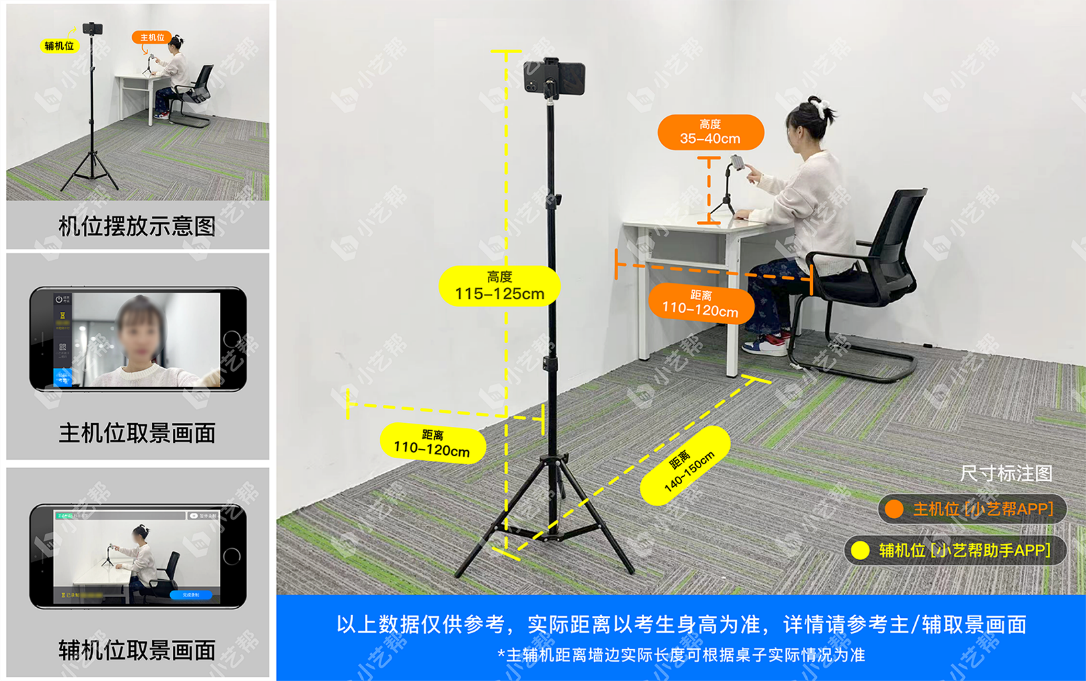 辅机位
主机位
机位摆放示意图
主机位取景画面
辅机位取景画面
高度
115-125cm
高度
35-40cm
距离
110-120cm
距离
110-120cm
距离
140-150cm
尺寸标注图
主机位 [小艺帮APP]
辅机位 [小艺帮助手APP]
以上数据仅供参考，实际距离以考生身高为准，详情请参考主/辅取景画面
*主辅机距离墙边实际长度可根据桌子实际情况为准
小艺帮